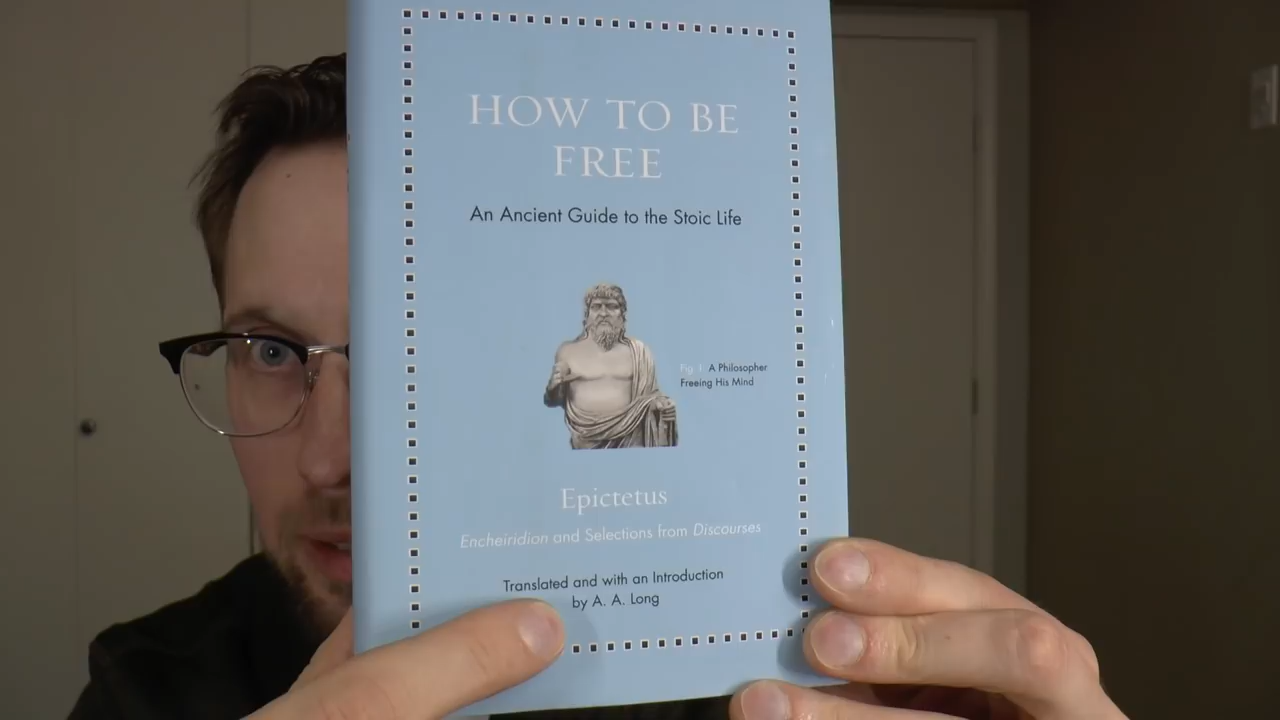 HOW TO BE
FREE
An Ancient Guide to the Stoic Life
Fig. 1 A Philosopher
Freeing His Mind
Epictetus
Encheiridion and Selections from Discourses
Translated and with an Introduction
by A. A. Long